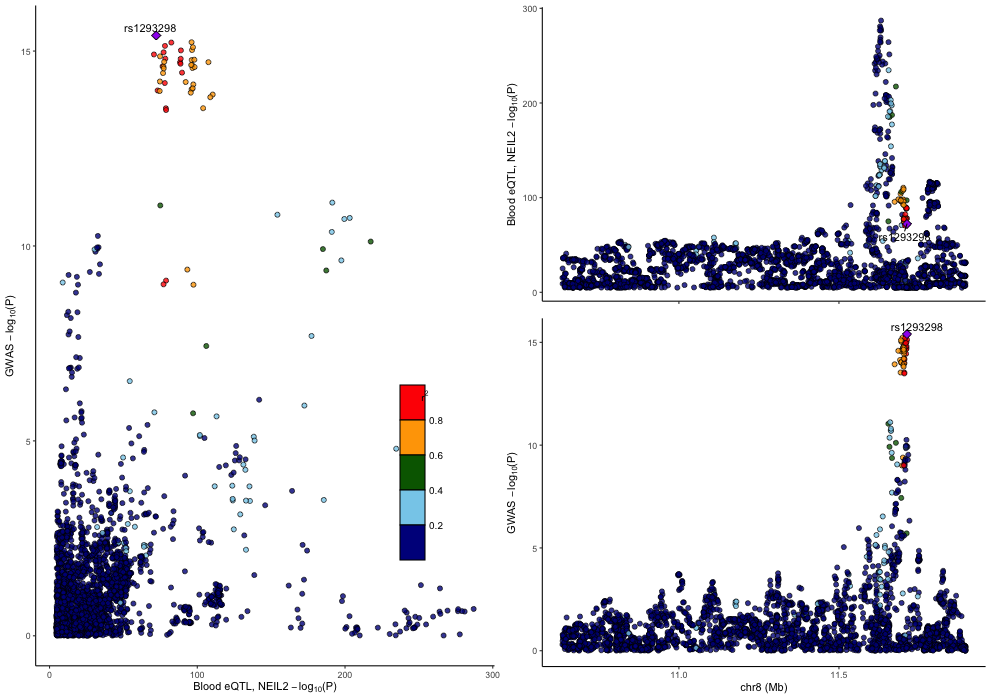 rs1293298
15
10
5
0
GWAS −log10(P)
0
100
200
300
Blood eQTL, NEIL2 −log10(P)
r2
0.8
0.6
0.4
0.2
300
200
100
0
Blood eQTL, NEIL2 −log10(P)
rs1293298
rs1293298
15
10
5
0
GWAS −log10(P)
11.0
11.5
chr8 (Mb)